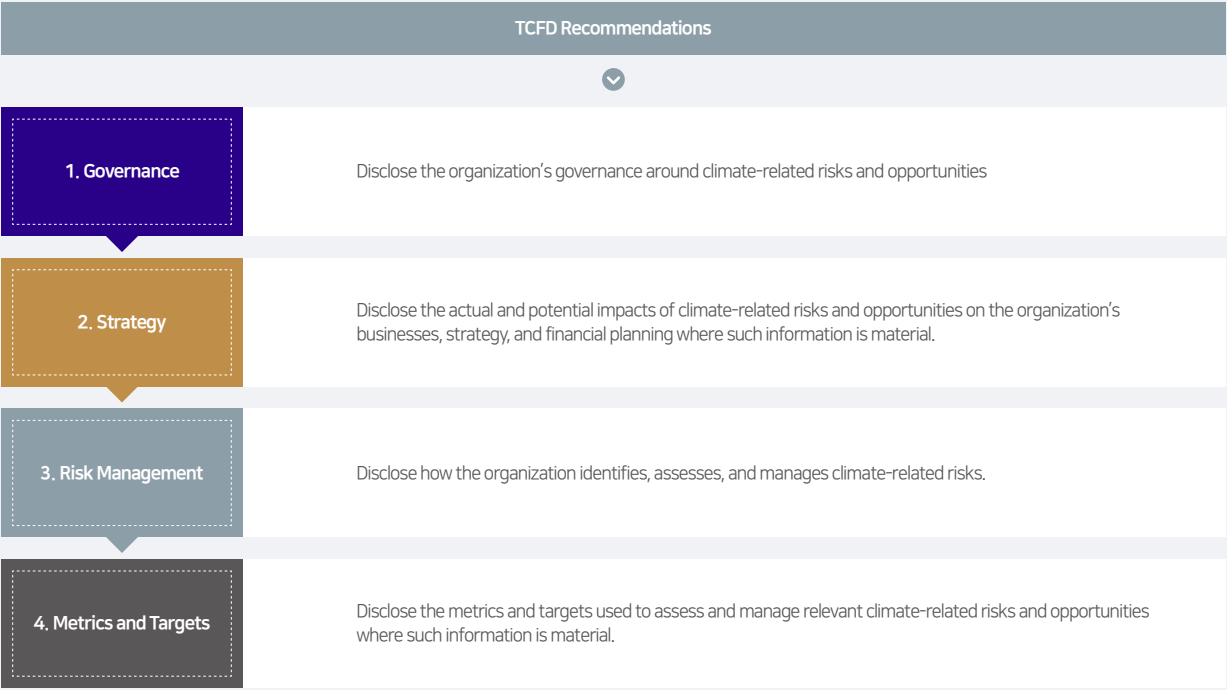 TCFD Recommendations
1. Governance
Disclose the organization's governance around climate-related risks and opportunities
2. Strategy
Disclose the actual and potential impacts of climate-related risks and opportunities on the organization's
businesses, strategy, and financial planning where such information is material.
3. Risk Management
Disclose how the organization identifies, assesses, and manages climate-related risks.
4. Metrics and Targets
Disclose the metrics and targets used to assess and manage relevant climate-related risks and opportunities
where such information is material.